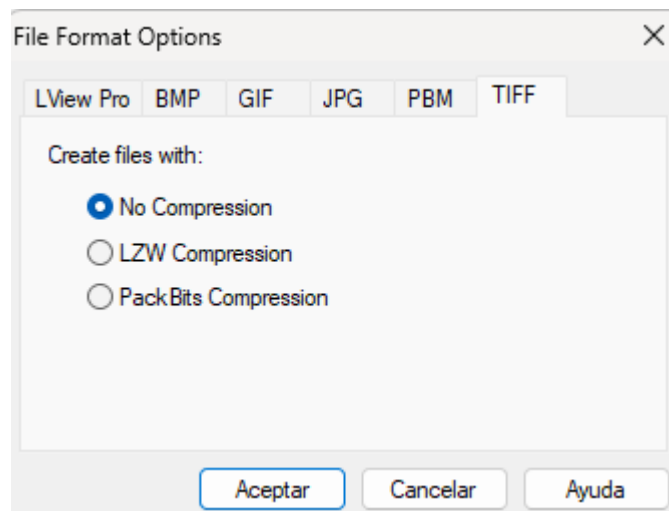 File Format Options
LView Pro BMP GIF JPG PBM TIFF
Create files with:
No Compression
LZW Compression
PackBits Compression
Aceptar Cancelar Ayuda